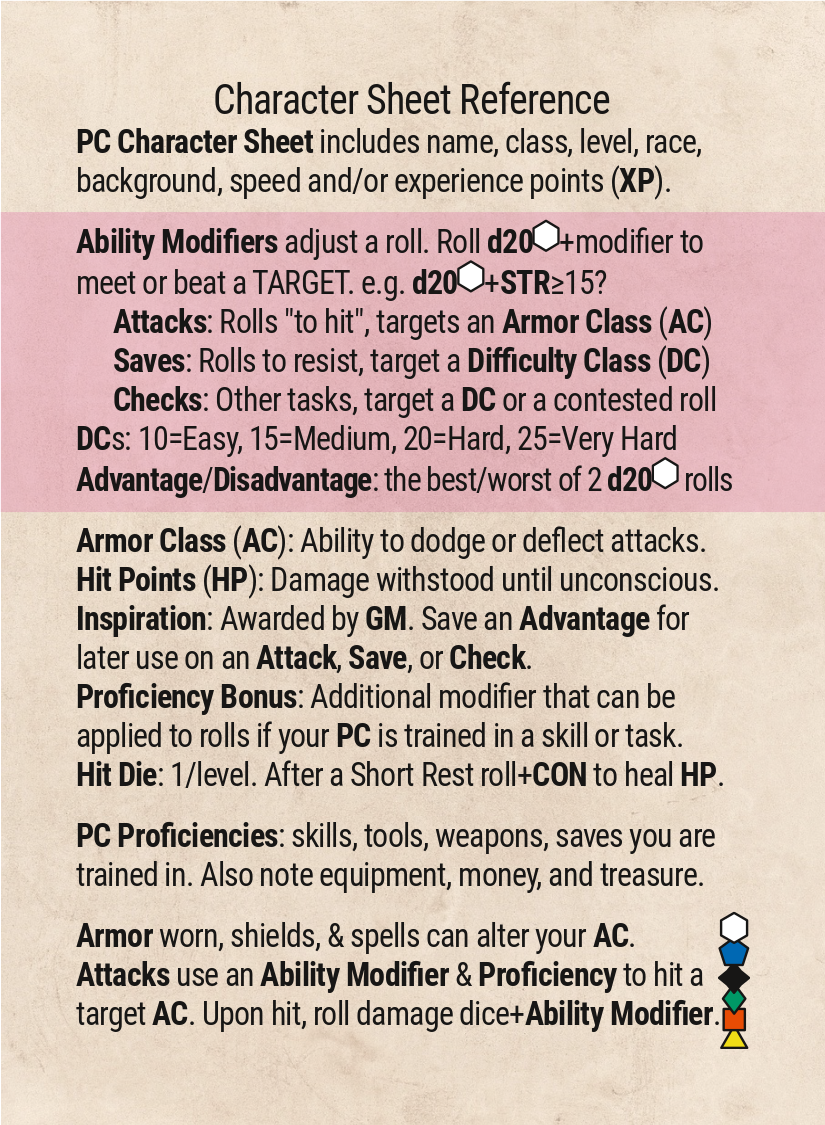 Character Sheet Reference
PC Character Sheet includes name, class, level, race,
background, speed and/or experience points (XP).
Ability Modifiers adjust a roll. Roll d20+modifier to
meet or beat a TARGET. e.g. d20+STR≥15?
Attacks: Rolls "to hit", targets an Armor Class (AC)
Saves: Rolls to resist, target a Difficulty Class (DC)
Checks: Other tasks, target a DC or a contested roll
DCs: 10=Easy, 15=Medium, 20=Hard, 25=Very Hard
Advantage/Disadvantage: the best/worst of 2 d20 rolls
Armor Class (AC): Ability to dodge or deflect attacks.
Hit Points (HP): Damage withstood until unconscious.
Inspiration: Awarded by GM. Save an Advantage for
later use on an Attack, Save, or Check.
Proficiency Bonus: Additional modifier that can be
applied to rolls if your PC is trained in a skill or task.
Hit Die: 1/level. After a Short Rest roll+CON to heal HP.
PC Proficiencies: skills, tools, weapons, saves you are
trained in. Also note equipment, money, and treasure.
Armor worn, shields, & spells can alter your AC.
Attacks use an Ability Modifier & Proficiency to hit a
target AC. Upon hit, roll damage dice+Ability Modifier.